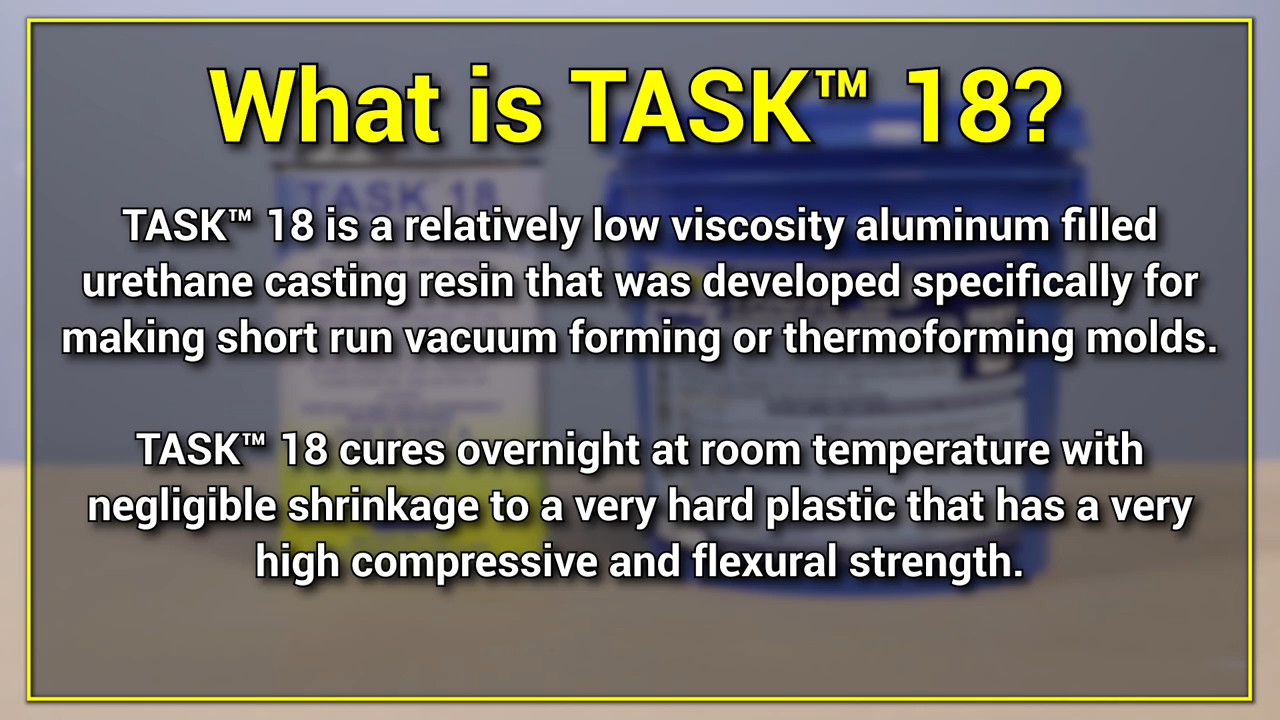 What is TASK™ 18?
TASK™ 18 is a relatively low viscosity aluminum filled
urethane casting resin that was developed specifically for
making short run vacuum forming or thermoforming molds.
TASK™ 18 cures overnight at room temperature with
negligible shrinkage to a very hard plastic that has a very
high compressive and flexural strength.
TASK 18